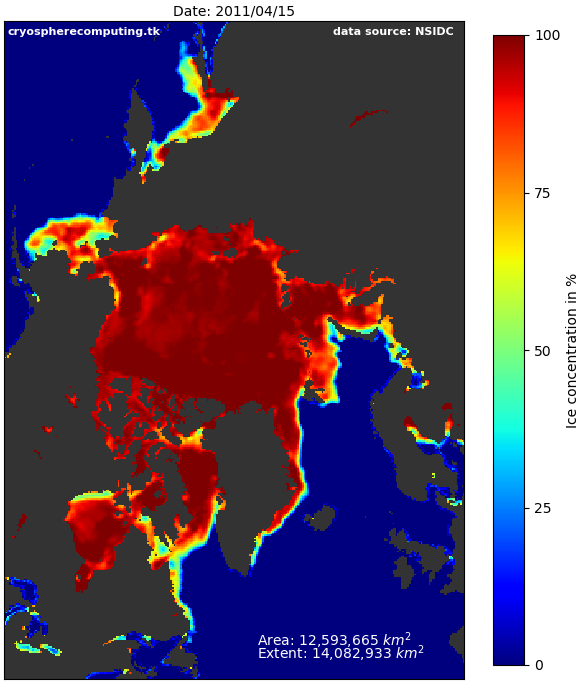 Date: 2011/04/15
cryospherecomputing.tk
data source: NSIDC
100
75
50
25
0
Ice concentration in %
Area: 12,593,665 km²
Extent: 14,082,933 km²